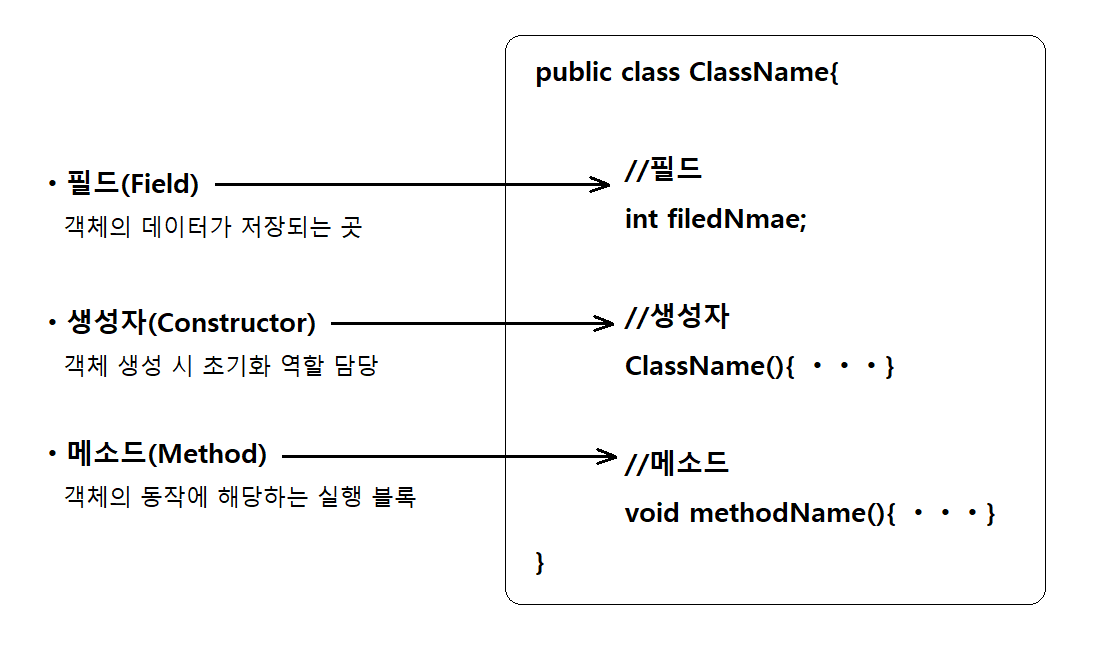 public class ClassName{
• 필드(Field)
객체의 데이터가 저장되는 곳
//필드
int filedNmae;
• 생성자(Constructor)
객체 생성 시 초기화 역할 담당
//생성자
ClassName(){ • • • }
• 메소드(Method)
객체의 동작에 해당하는 실행 블록
//메소드
void methodName(){ • • • }
}